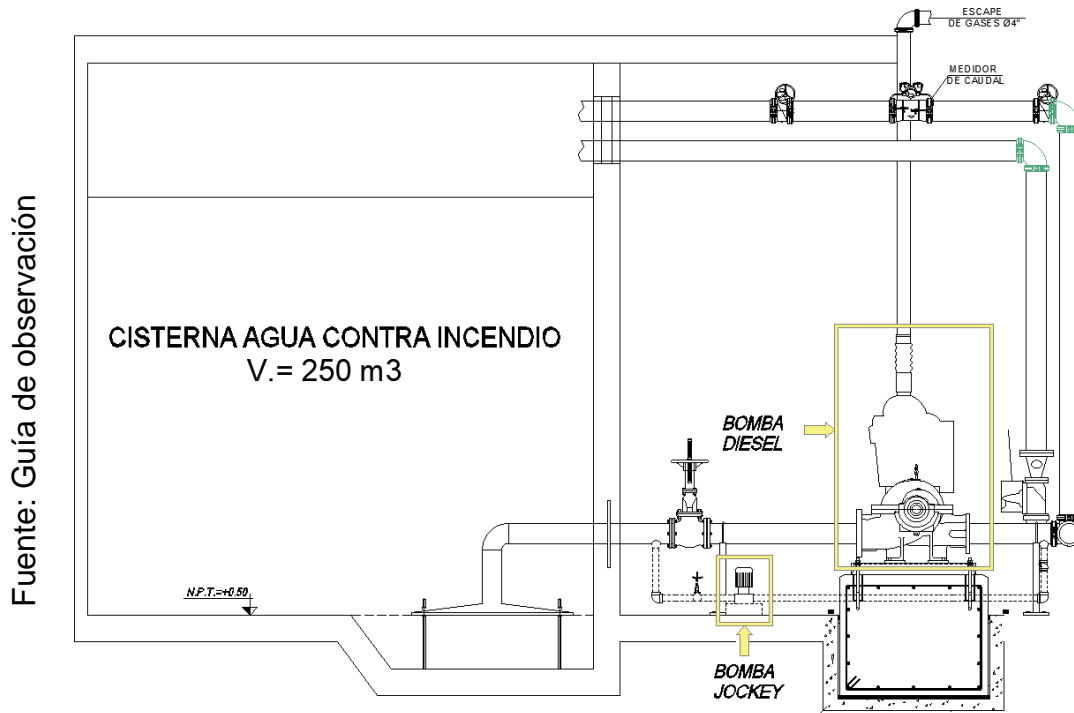 Fuente: Guía de observación
ESCAPE
DE GASES Ø4"
MEDIDOR
DE CAUDAL
CISTERNA AGUA CONTRA INCENDIO
V.= 250 m3
BOMBA
DIESEL
N.P.T.=+0.50
A
BOMBA
JOCKEY